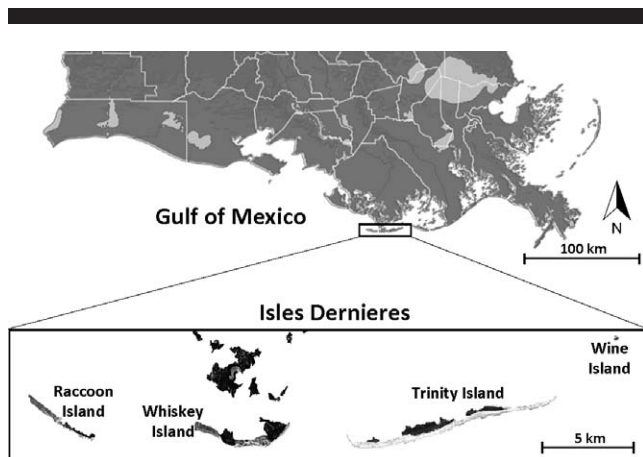 Gulf of Mexico
N
100 km
Isles Dernieres
Wine
Island
Raccoon
Island
Whiskey
Island
Trinity Island
5 km